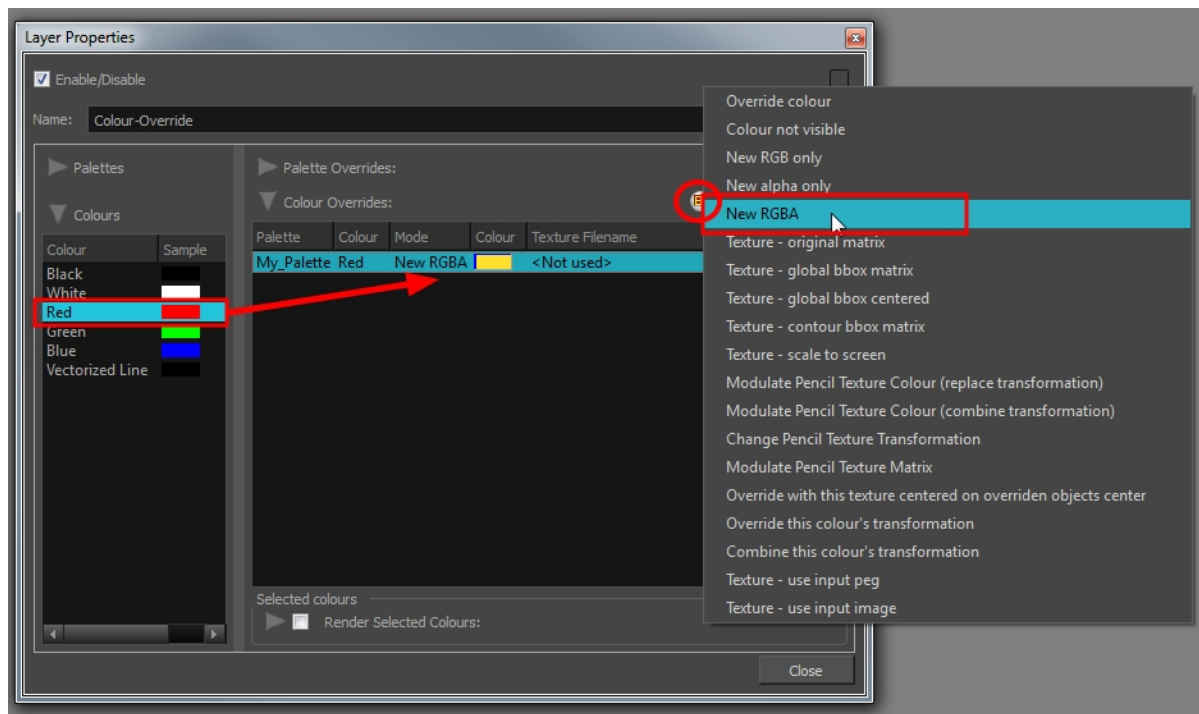 Layer Properties
Enable/Disable
Name: Colour-Override
Palettes
Colours
Colour Sample
Black
White
Red
Green
Blue
Vectorized Line
Palette Overrides:
Colour Overrides:
Palette Colour Mode Colour Texture Filename
My_Palette Red New RGBA <Not used>
Selected colours
Render Selected Colours:
Close
Override colour
Colour not visible
New RGB only
New alpha only
New RGBA
Texture - original matrix
Texture - global bbox matrix
Texture - global bbox centered
Texture - contour bbox matrix
Texture - scale to screen
Modulate Pencil Texture Colour (replace transformation)
Modulate Pencil Texture Colour (combine transformation)
Change Pencil Texture Transformation
Modulate Pencil Texture Matrix
Override with this texture centered on overriden objects center
Override this colour's transformation
Combine this colour's transformation
Texture - use input peg
Texture - use input image